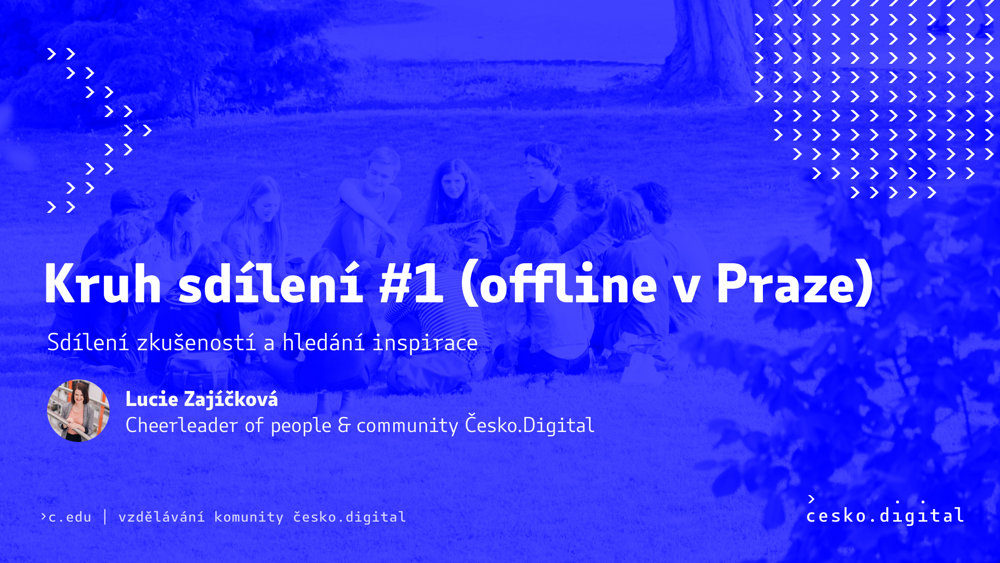 Kruh sdílení #1 (offline v Praze)
Sdílení zkušeností a hledání inspirace
Lucie Zajíčková
Cheerleader of people & community Česko.Digital
>c.edu | vzdělávání komunity česko.digital
cesko.digital